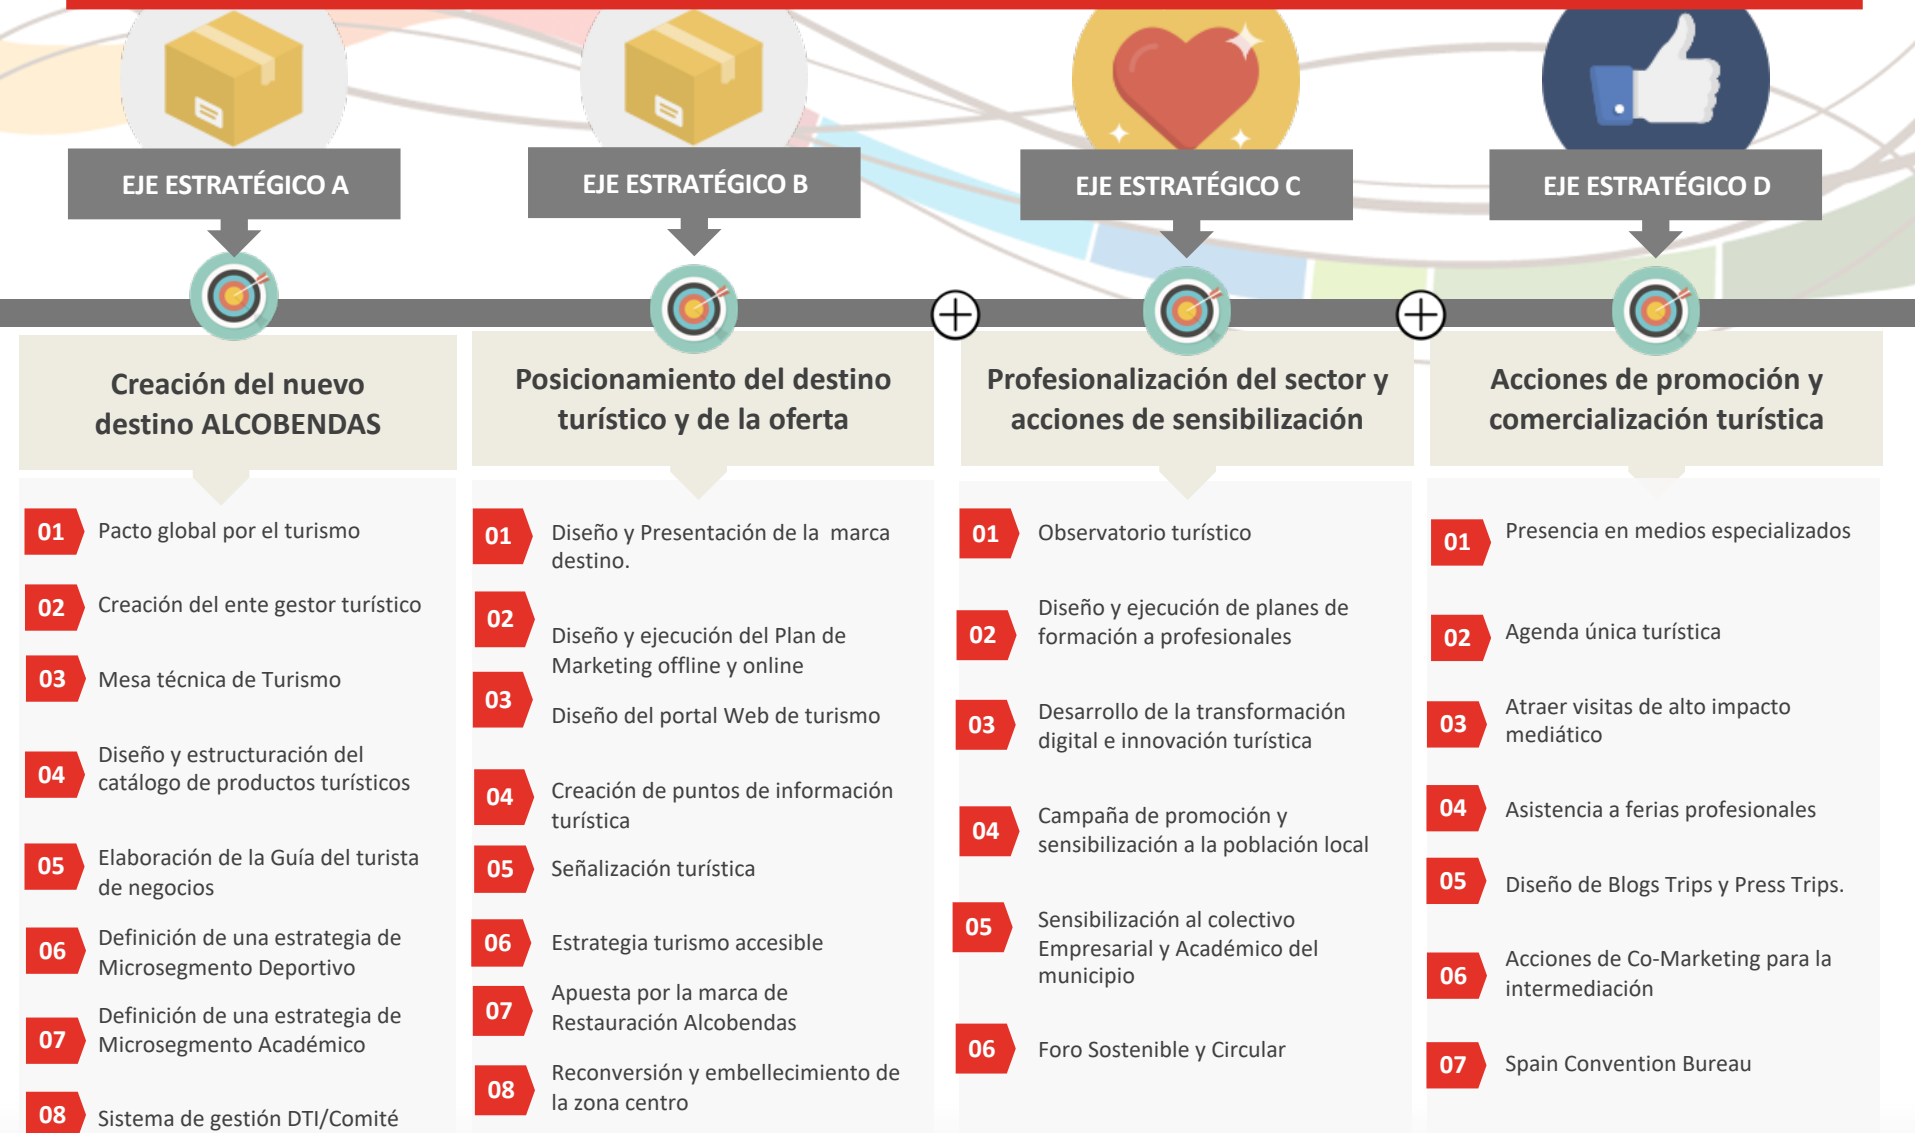 EJE ESTRATÉGICO A
Creación del nuevo
destino ALCOBENDAS
01 Pacto global por el turismo
02 Creación del ente gestor turístico
03 Mesa técnica de Turismo
04 Diseño y estructuración del
catálogo de productos turísticos
05 Elaboración de la Guía del turista
de negocios
06 Definición de una estrategia de
Microsegmento Deportivo
07 Definición de una estrategia de
Microsegmento Académico
08 Sistema de gestión DTI/Comité
EJE ESTRATÉGICO B
Posicionamiento del destino
turístico y de la oferta
01 Diseño y Presentación de la marca
destino.
02 Diseño y ejecución del Plan de
Marketing offline y online
03 Diseño del portal Web de turismo
04 Creación de puntos de información
turística
05 Señalización turística
06 Estrategia turismo accesible
07 Apuesta por la marca de
Restauración Alcobendas
08 Reconversión y embellecimiento de
la zona centro
EJE ESTRATÉGICO C
Profesionalización del sector y
acciones de sensibilización
01 Observatorio turístico
02 Diseño y ejecución de planes de
formación a profesionales
03 Desarrollo de la transformación
digital e innovación turística
04 Campaña de promoción y
sensibilización a la población local
05 Sensibilización al colectivo
Empresarial y Académico del
municipio
06 Foro Sostenible y Circular
EJE ESTRATÉGICO D
Acciones de promoción y
comercialización turística
01 Presencia en medios especializados
02 Agenda única turística
03 Atraer visitas de alto impacto
mediático
04 Asistencia a ferias profesionales
05 Diseño de Blogs Trips y Press Trips.
06 Acciones de Co-Marketing para la
intermediación
07 Spain Convention Bureau